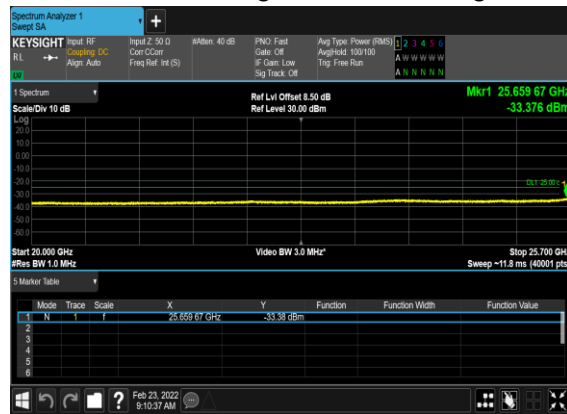 Spectrum Analyzer 1
Swept SA
+
KEYSIGHT Input: RF Input Z: 50 Ω #Atten: 40 dB PNO: Fast Avg Type: Power (RMS) 1 2 3 4 5 6
RL Coupling: DC Corr CCorr Gate: Off Avg|Hold: 100/100 A W W W W W
Align: Auto Freq Ref: Int (S) IF Gain: Low Trig: Free Run
Sig Track: Off A N N N N N
LW
1 Spectrum Ref Lvl Offset 8.50 dB Mkr1 25.659 67 GHz
Scale/Div 10 dB Ref Level 30.00 dBm -33.376 dBm
Log
20.0
10.0
0.00
-10.0
-20.0 DL1 25.00 c
-30.0
-40.0
-50.0
-60.0
Start 20.000 GHz Video BW 3.0 MHz* Stop 25.700 GHz
#Res BW 1.0 MHz Sweep ~11.8 ms (40001 pts
5 Marker Table
Mode Trace Scale X Y Function Function Width Function Value
1 N 1 f 25.659 67 GHz -33.38 dBm
2
3
4
5
6
? Feb 23, 2022
9:10:37 AM